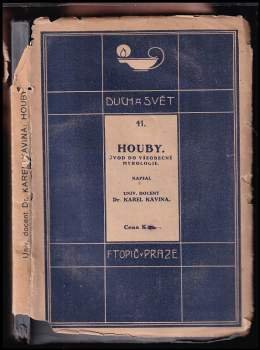 Univ. docent Dr. KAREL KAVINA: HOUBY.
DUCH A SVĚT
41.
HOUBY.
ÚVOD DO VŠEOBECNÉ
MYKOLOGIE.
NAPSAL
UNIV. DOCENT
Dr. KAREL KAVINA.
Cena K
F. TOPIČ V PRAZE